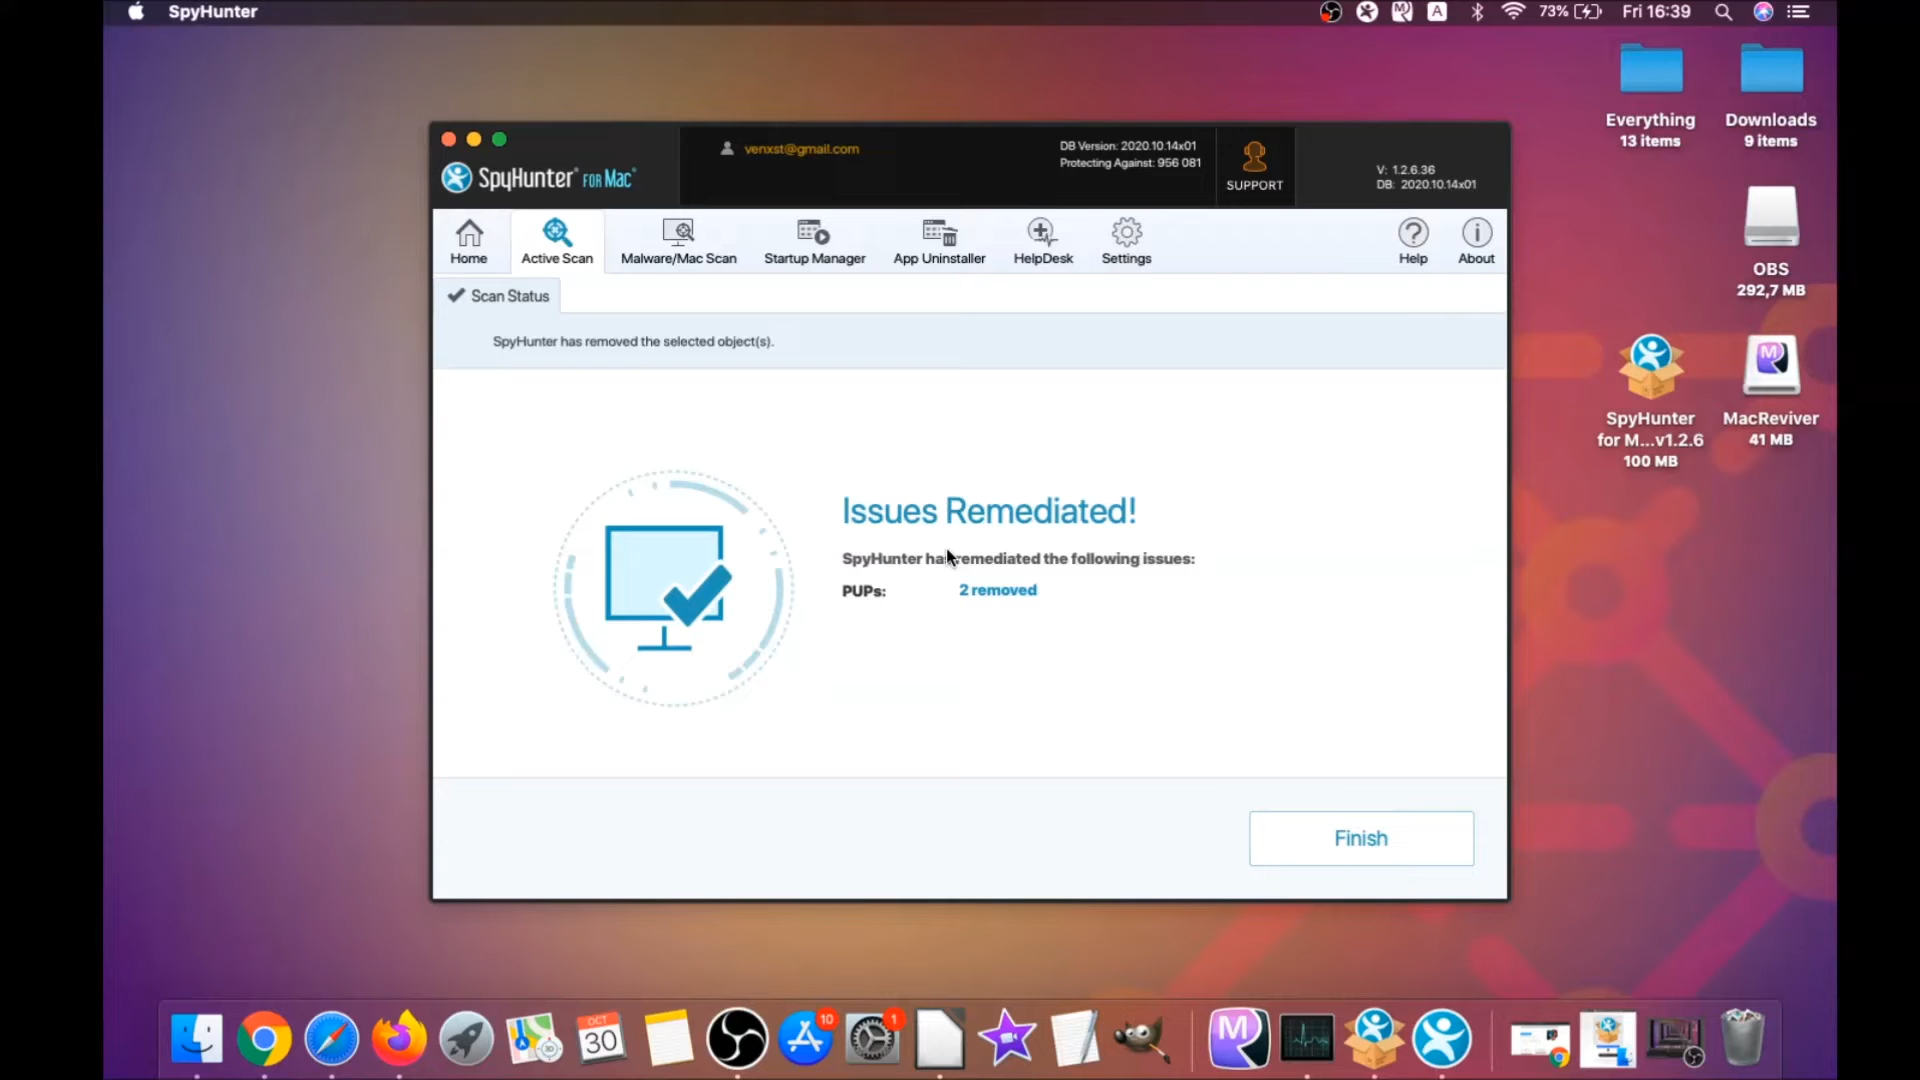 SpyHunter
73%
Fri 16:39
Everything
13 items
Downloads
9 items
venxst@gmail.com
DB Version: 2020.10.14x01
Protecting Against: 956 081
SUPPORT
V: 1.2.6.36
DB: 2020.10.14x01
SpyHunter® FOR Mac®
Home
Active Scan
Malware/Mac Scan
Startup Manager
App Uninstaller
HelpDesk
Settings
Help
About
OBS
292,7 MB
Scan Status
SpyHunter has removed the selected object(s).
SpyHunter
for M...v1.2.6
100 MB
MacReviver
41 MB
Issues Remediated!
SpyHunter has remediated the following issues:
PUPs: 2 removed
Finish
OCT
30
10
1